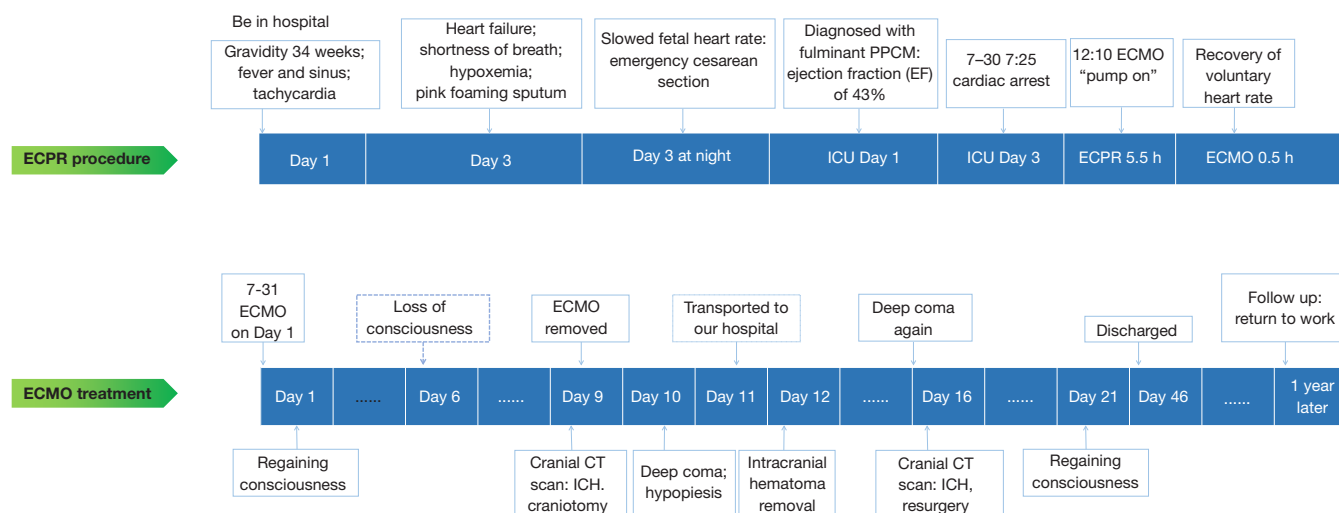 Be in hospital
Gravidity 34 weeks;
fever and sinus;
tachycardia
Heart failure;
shortness of breath;
hypoxemia;
pink foaming sputum
Slowed fetal heart rate:
emergency cesarean
section
Diagnosed with
fulminant PPCM:
ejection fraction (EF)
of 43%
7–30 7:25
cardiac arrest
12:10 ECMO
“pump on”
Recovery of
voluntary
heart rate
ECPR procedure
Day 1
Day 3
Day 3 at night
ICU Day 1
ICU Day 3
ECPR 5.5 h
ECMO 0.5 h
7-31
ECMO
on Day 1
Loss of
consciousness
ECMO
removed
Transported to
our hospital
Deep coma
again
Discharged
Follow up:
return to work
ECMO treatment
Day 1
......
Day 6
......
Day 9
Day 10
Day 11
Day 12
......
Day 16
......
Day 21
Day 46
......
1 year
later
Regaining
consciousness
Cranial CT
scan: ICH.
craniotomy
Deep coma;
hypopiesis
Intracranial
hematoma
removal
Cranial CT
scan: ICH,
resurgery
Regaining
consciousness